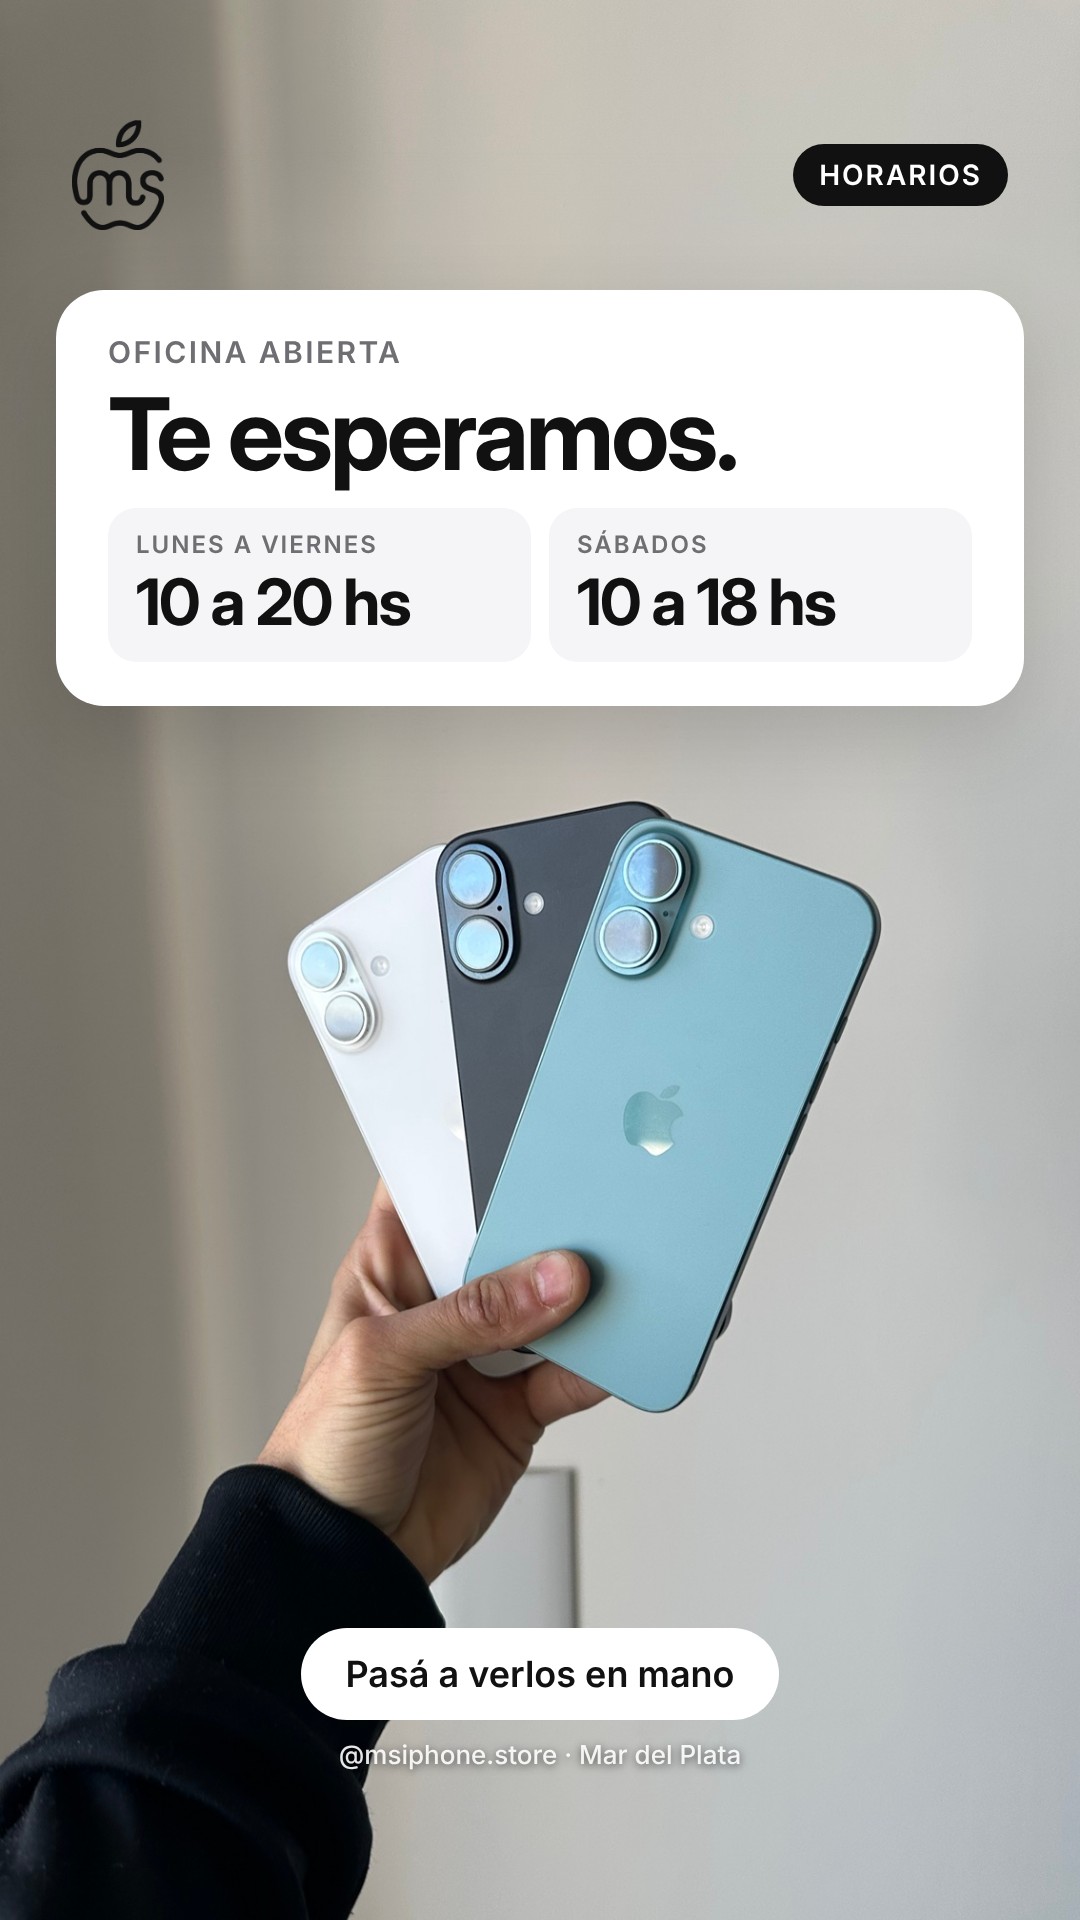 ms
HORARIOS
OFICINA ABIERTA
Te esperamos.
LUNES A VIERNES
10 a 20 hs
SÁBADOS
10 a 18 hs
Pasá a verlos en mano
@msiphone.store · Mar del Plata